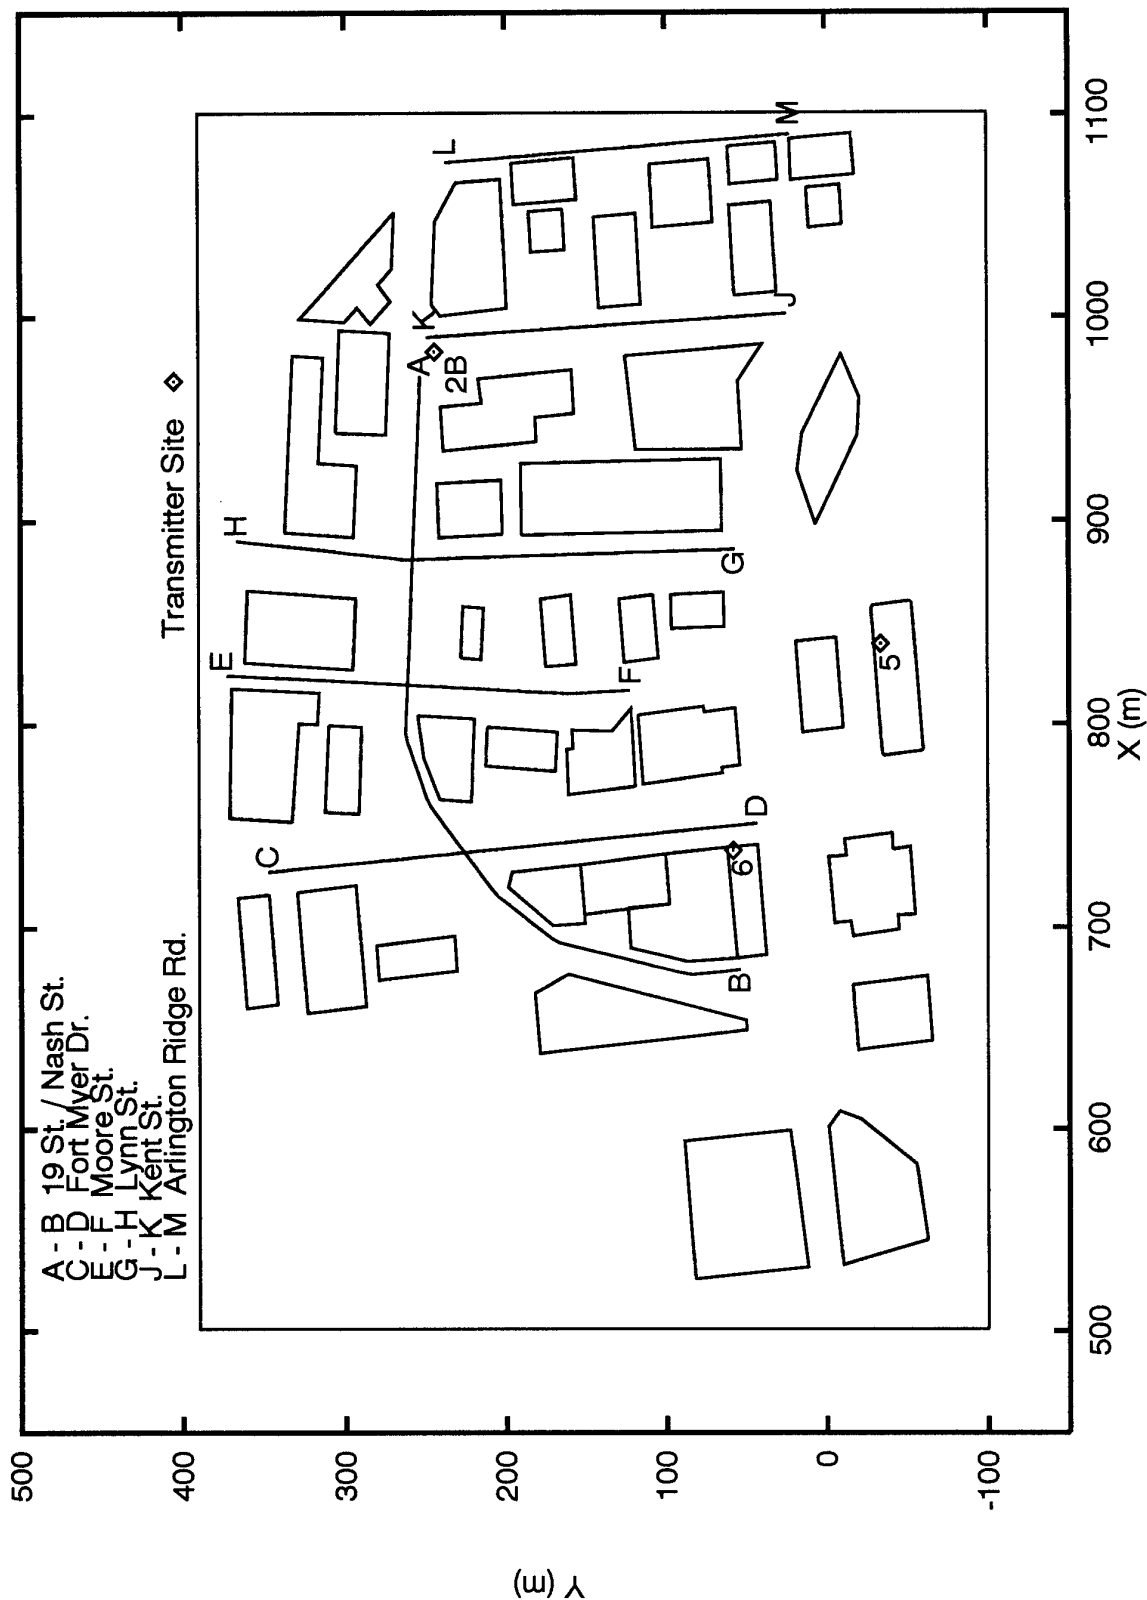 A - B 19 St. / Nash St.
C - D Fort Myer Dr.
E - F Moore St.
G - H Lynn St.
J - K Kent St.
L - M Arlington Ridge Rd.
Transmitter Site
C
E
H
A
K
L
2B
F
B
6
D
G
5
J
M
Y (m)
500
400
300
200
100
0
-100
500
600
700
800
900
1000
1100
X (m)